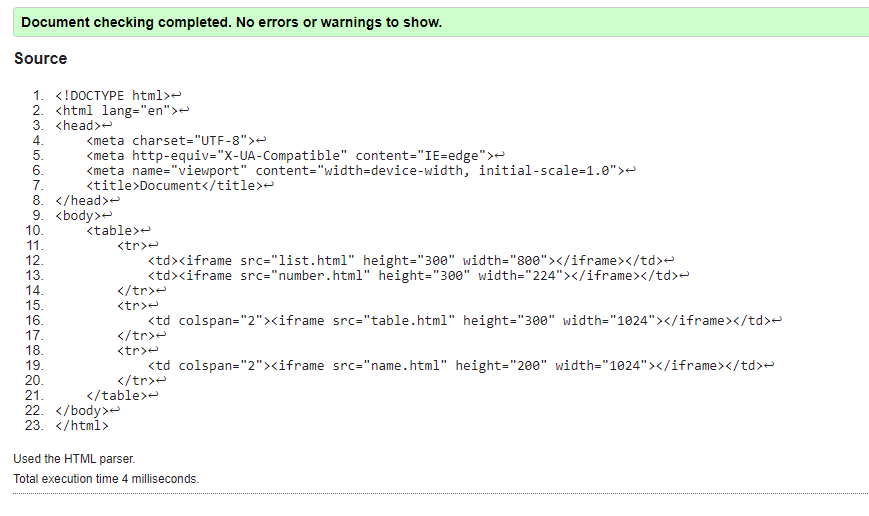 Document checking completed. No errors or warnings to show.
Source
1. <!DOCTYPE html>↩
2. <html lang="en">↩
3. <head>↩
4.     <meta charset="UTF-8">↩
5.     <meta http-equiv="X-UA-Compatible" content="IE=edge">↩
6.     <meta name="viewport" content="width=device-width, initial-scale=1.0">↩
7.     <title>Document</title>↩
8. </head>↩
9. <body>↩
10.     <table>↩
11.         <tr>↩
12.             <td><iframe src="list.html" height="300" width="800"></iframe></td>↩
13.             <td><iframe src="number.html" height="300" width="224"></iframe></td>↩
14.         </tr>↩
15.         <tr>↩
16.             <td colspan="2"><iframe src="table.html" height="300" width="1024"></iframe></td>↩
17.         </tr>↩
18.         <tr>↩
19.             <td colspan="2"><iframe src="name.html" height="200" width="1024"></iframe></td>↩
20.         </tr>↩
21.     </table>↩
22. </body>↩
23. </html>
Used the HTML parser.
Total execution time 4 milliseconds.